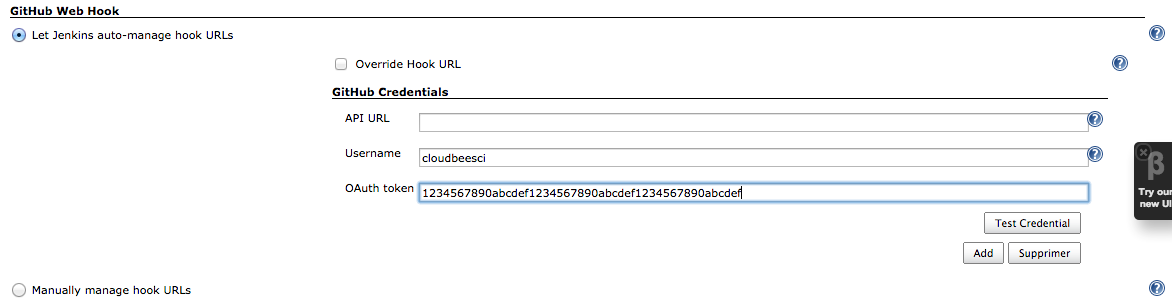 GitHub Web Hook
Let Jenkins auto-manage hook URLs
Override Hook URL
GitHub Credentials
API URL
Username cloudbeesci
OAuth token 1234567890abcdef1234567890abcdef1234567890abcdef
β
Try our
new UI
Test Credential
Add Supprimer
Manually manage hook URLs